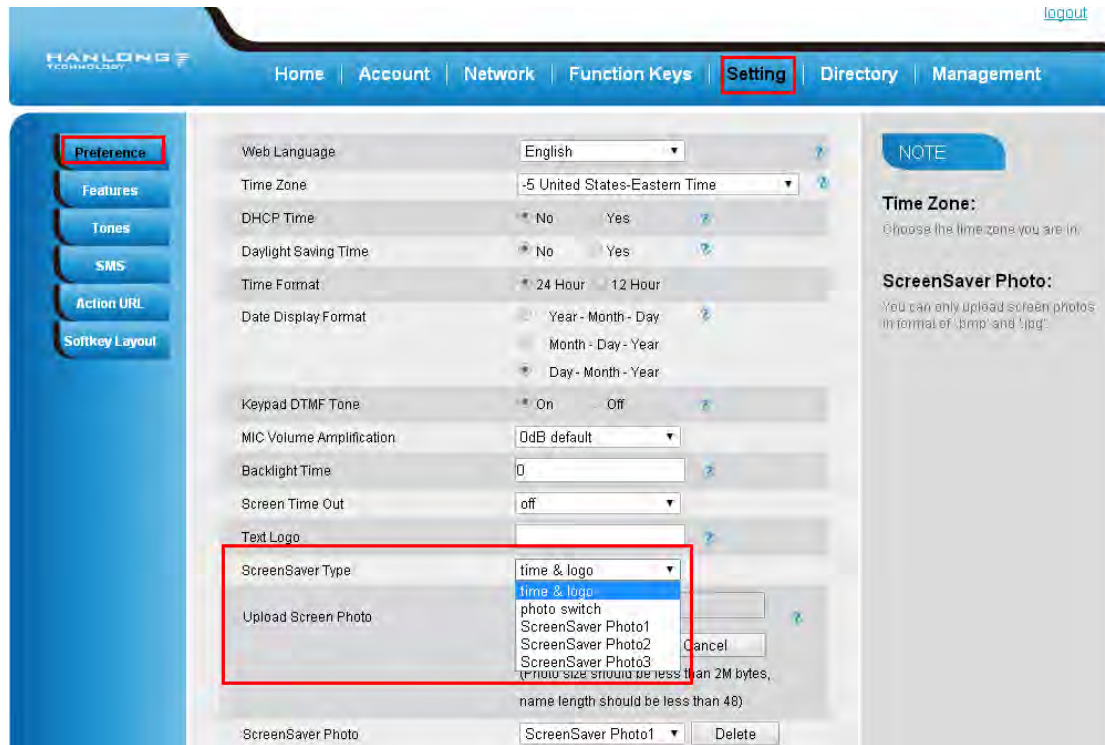 logout
HANLONG
TECHNOLOGY
Home | Account | Network | Function Keys | Setting | Directory | Management
Preference
Features
Tones
SMS
Action URL
Softkey Layout
Web Language English ?
Time Zone -5 United States-Eastern Time ?
DHCP Time No Yes ?
Daylight Saving Time No Yes ?
Time Format 24 Hour 12 Hour
Date Display Format Year - Month - Day ?
Month - Day - Year
Day - Month - Year
Keypad DTMF Tone On Off ?
MIC Volume Amplification 0dB default
Backlight Time 0 ?
Screen Time Out off
Text Logo ?
ScreenSaver Type time & logo
time & logo
photo switch
Upload Screen Photo ?
ScreenSaver Photo1
ScreenSaver Photo2 Cancel
ScreenSaver Photo3
(Photo size should be less than 2M bytes,
name length should be less than 48)
ScreenSaver Photo ScreenSaver Photo1 Delete
NOTE
Time Zone:
Choose the time zone you are in.
ScreenSaver Photo:
You can only upload screen photos
in format of '.bmp' and '.jpg'.